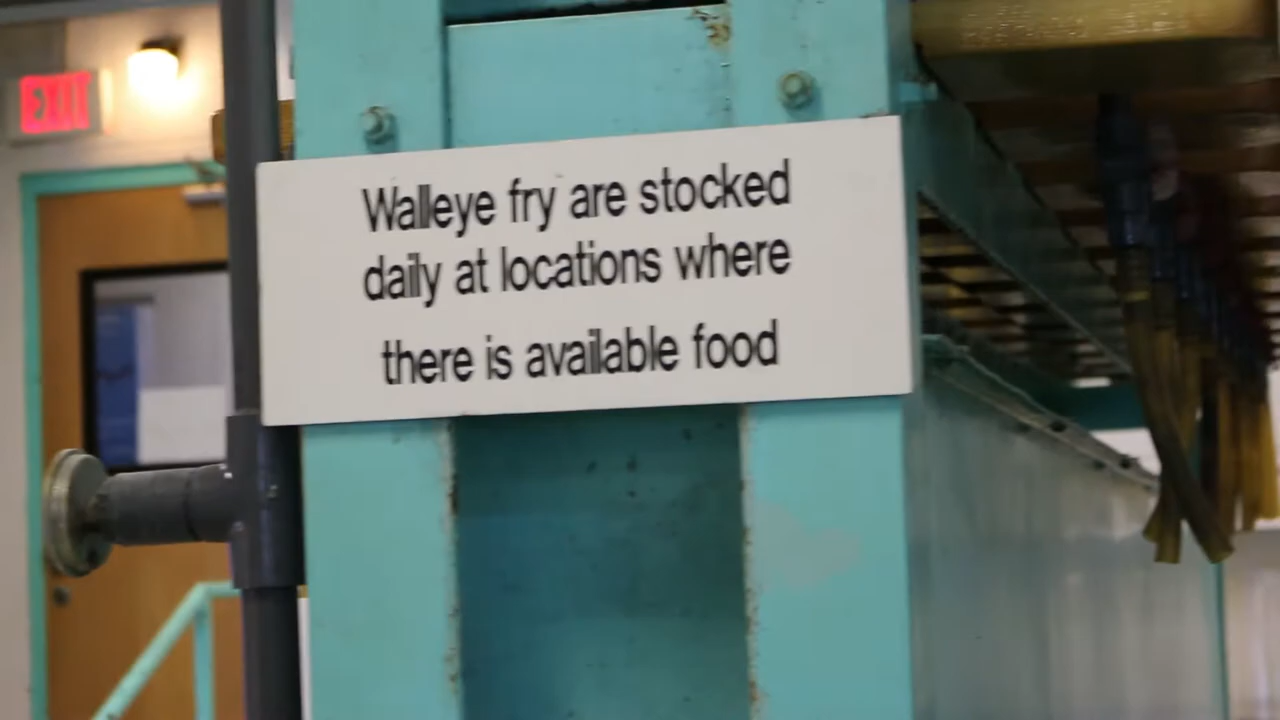 EXIT
Walleye fry are stocked
daily at locations where
there is available food